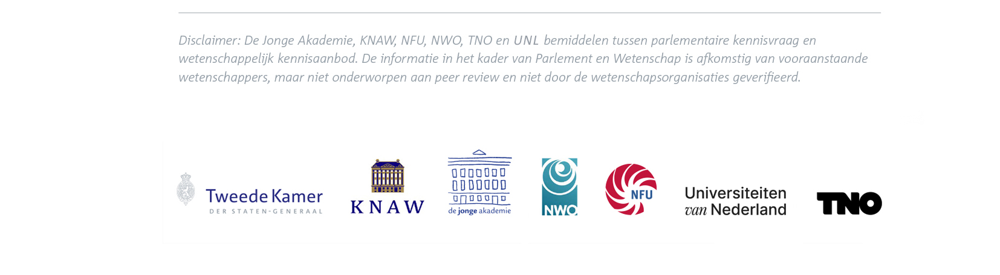 Disclaimer: De Jonge Akademie, KNAW, NFU, NWO, TNO en UNL bemiddelen tussen parlementaire kennisvraag en
wetenschappelijk kennisaanbod. De informatie in het kader van Parlement en Wetenschap is afkomstig van vooraanstaande
wetenschappers, maar niet onderworpen aan peer review en niet door de wetenschapsorganisaties geverifieerd.
Tweede Kamer
DER STATEN-GENERAAL
KNAW
de jonge akademie
NWO
NFU
Universiteiten
van Nederland
TNO